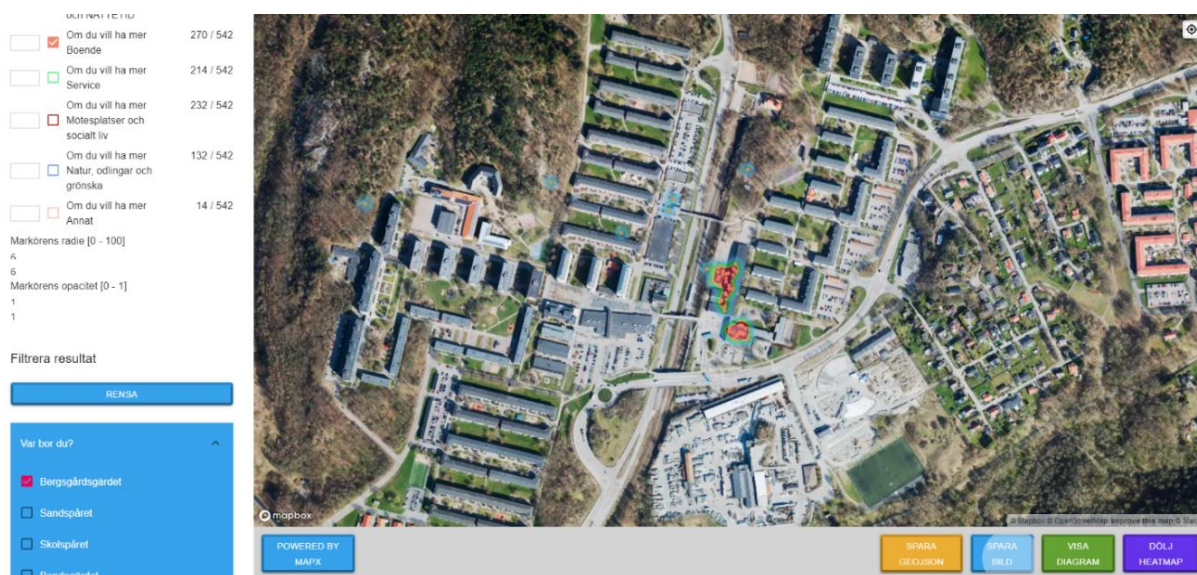 och NATTETID
Om du vill ha mer
Boende
270 / 542
Om du vill ha mer
Service
214 / 542
Om du vill ha mer
Mötesplatser och
socialt liv
232 / 542
Om du vill ha mer
Natur, odlingar och
grönska
132 / 542
Om du vill ha mer
Annat
14 / 542
Markörens radie [0 - 100]
6
6
Markörens opacitet [0 - 1]
1
1
Filtrera resultat
RENSA
Var bor du?
Bergsgårdsgärdet
Sandspåret
Skolspåret
mapbox
© Mapbox © OpenStreetMap Improve this map ©
POWERED BY
MAPX
SPARA
GEOJSON
SPARA
BILD
VISA
DIAGRAM
DÖLJ
HEATMAP